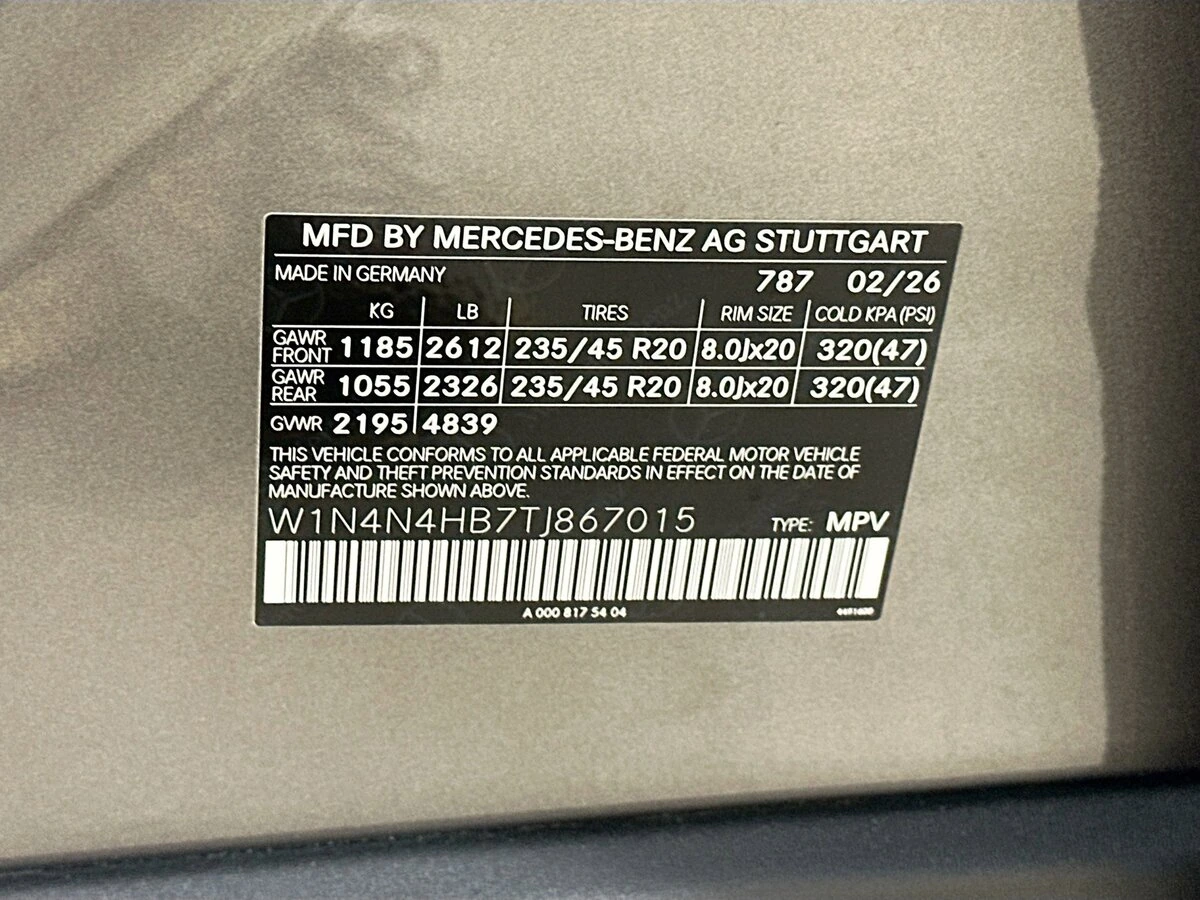 MFD BY MERCEDES-BENZ AG STUTTGART
MADE IN GERMANY 787 02/26
KG LB TIRES RIM SIZE COLD KPA (PSI)
GAWR FRONT 1185 2612 235/45 R20 8.0Jx20 320(47)
GAWR REAR 1055 2326 235/45 R20 8.0Jx20 320(47)
GVWR 2195 4839
THIS VEHICLE CONFORMS TO ALL APPLICABLE FEDERAL MOTOR VEHICLE
SAFETY AND THEFT PREVENTION STANDARDS IN EFFECT ON THE DATE OF
MANUFACTURE SHOWN ABOVE.
W1N4N4HB7TJ867015 TYPE: MPV
A 000 817 54 04